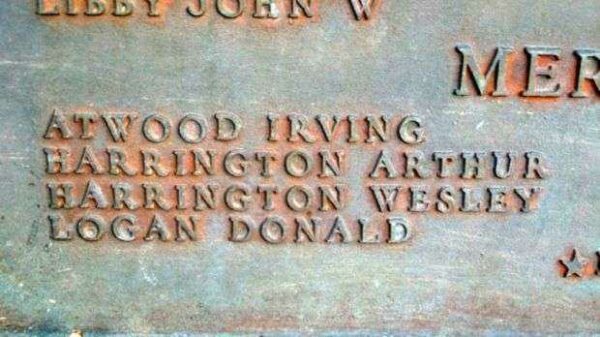 LIBBY JOHN W
MER
ATWOOD IRVING
HARRINGTON ARTHUR
HARRINGTON WESLEY
LOGAN DONALD